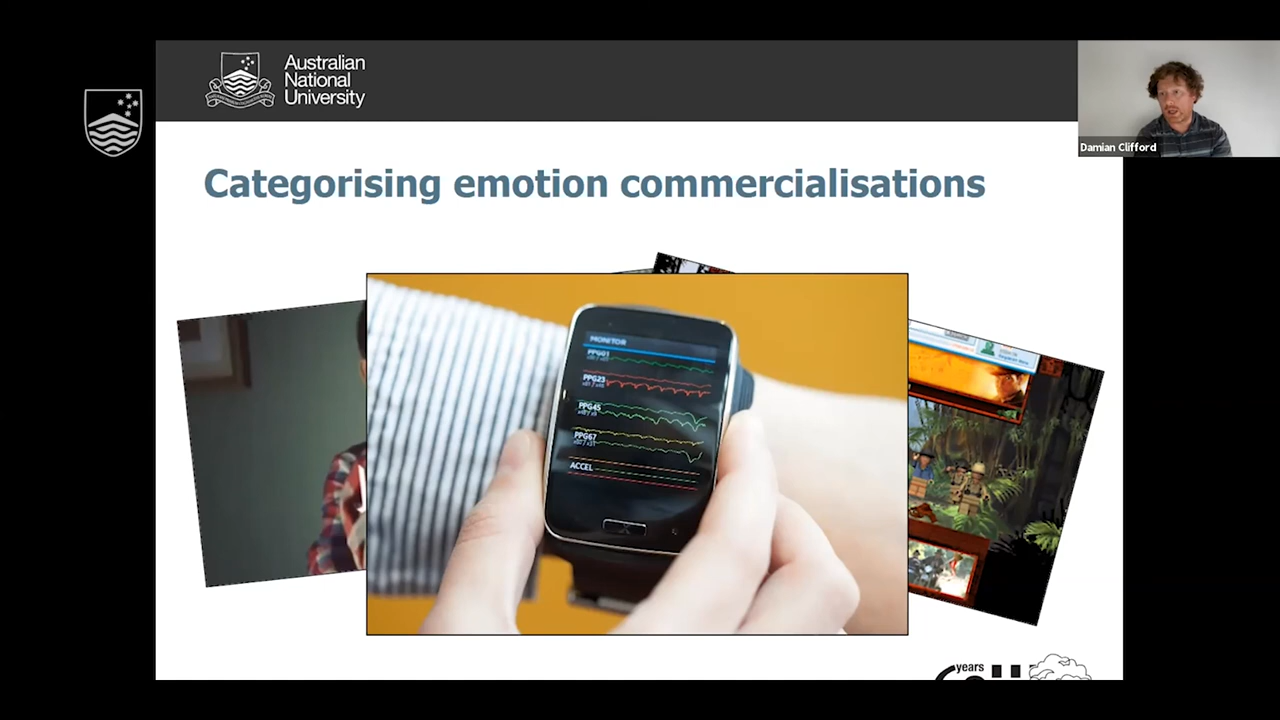 Australian
National
University
Damian Clifford
Categorising emotion commercialisations
MONITOR
PPG01
PPG23
PPG45
PPG67
ACCEL
years